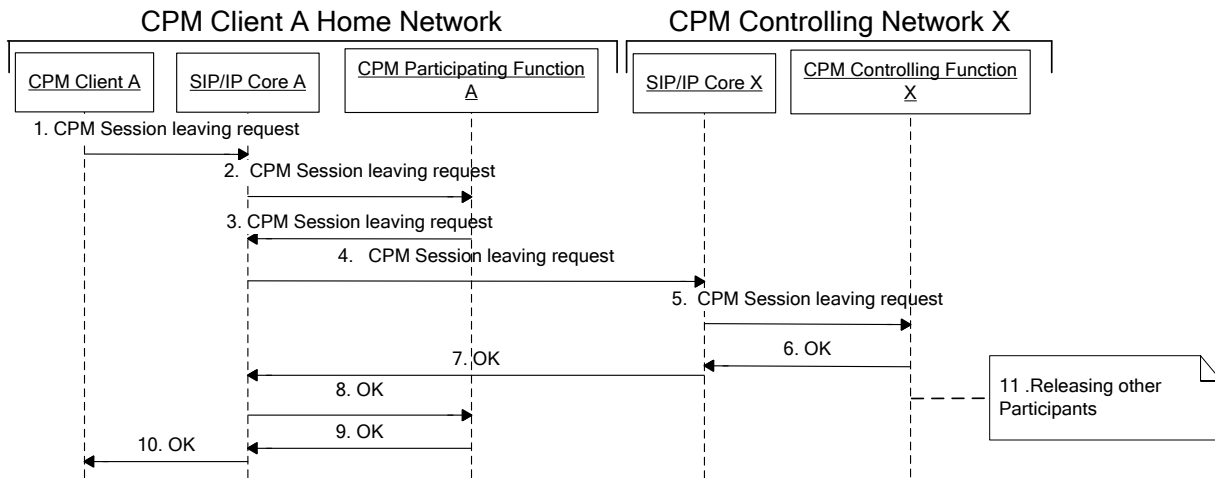 CPM Client A Home Network
CPM Controlling Network X
CPM Client A
SIP/IP Core A
CPM Participating Function
A
SIP/IP Core X
CPM Controlling Function
X
1. CPM Session leaving request
2. CPM Session leaving request
3. CPM Session leaving request
4. CPM Session leaving request
5. CPM Session leaving request
6. OK
7. OK
8. OK
9. OK
10. OK
11 .Releasing other
Participants